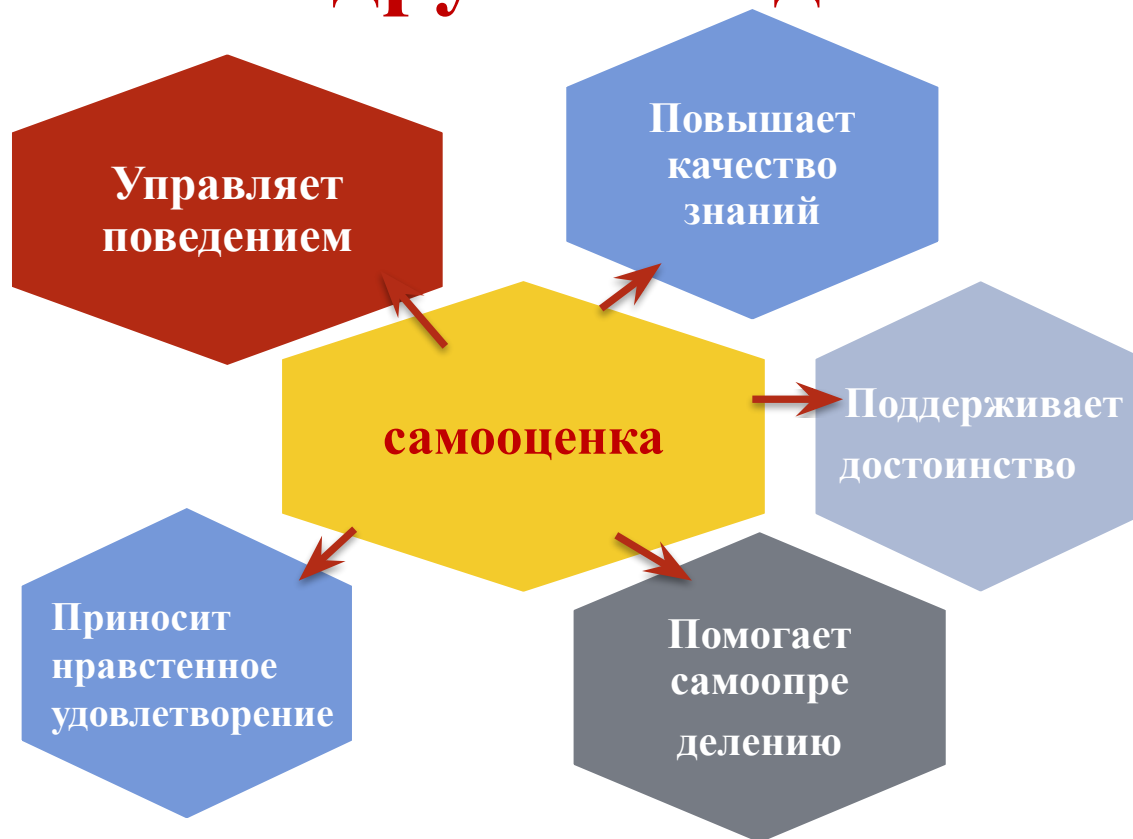 Управляет
поведением
Повышает
качество
знаний
самооценка
Поддерживает
достоинство
Приносит
нравстенное
удовлетворение
Помогает
самоопре
делению